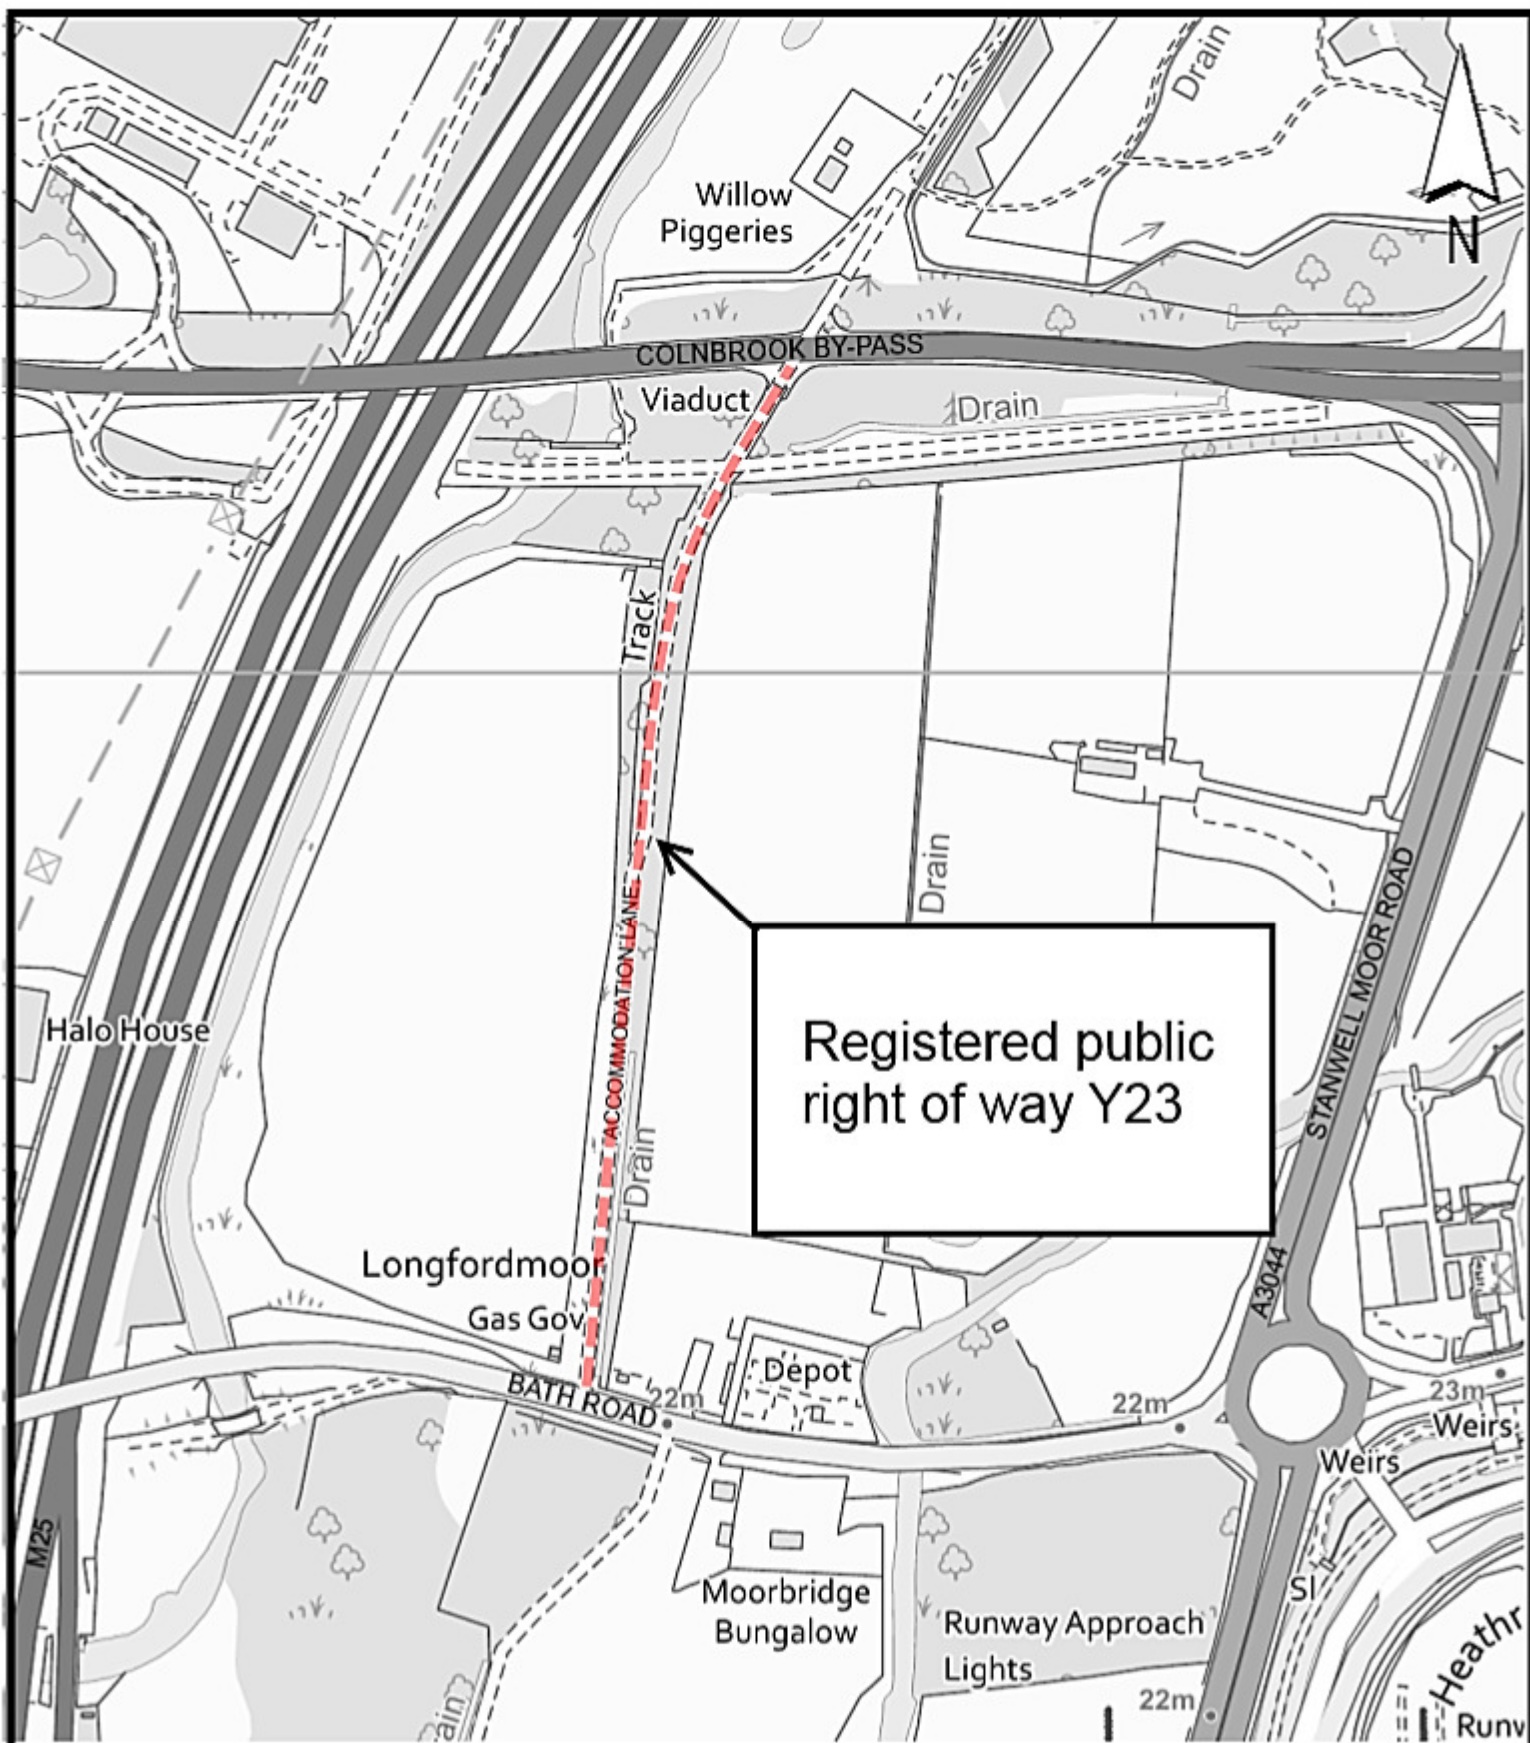 Drain
Willow
Piggeries
N
COLNBROOK BY-PASS
Viaduct
Drain
Track
Drain
STANWELL MOOR ROAD
ACCOMMODATION LANE
Halo House
Registered public
right of way Y23
Drain
Longfordmoor
Gas Gov
A3044
Depot
BATH ROAD
22m
22m
23m
Weirs
Weirs
M25
Moorbridge
Bungalow
SI
Runway Approach
Lights
Heathr
22m
ain
Runw